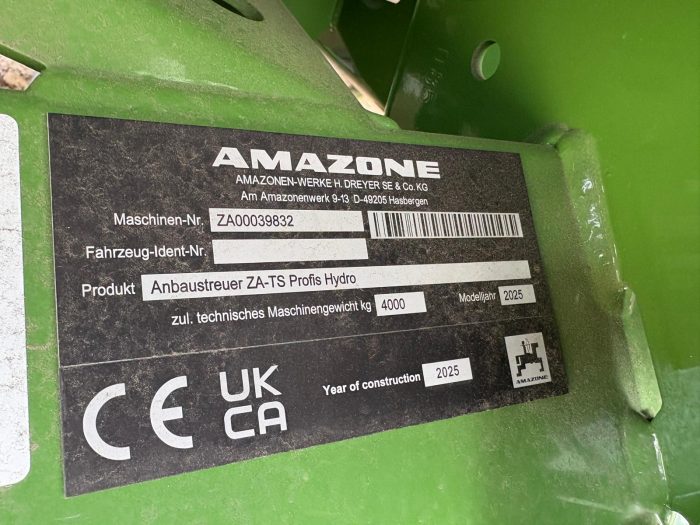 AMAZONE
AMAZONEN-WERKE H. DREYER SE & Co. KG
Am Amazonenwerk 9-13 D-49205 Hasbergen
Maschinen-Nr. ZA00039832
Fahrzeug-Ident-Nr.
Produkt Anbaustreuer ZA-TS Profis Hydro
zul. technisches Maschinengewicht kg 4000 Modelljahr 2025
CE UK CA Year of construction 2025
AMAZONE